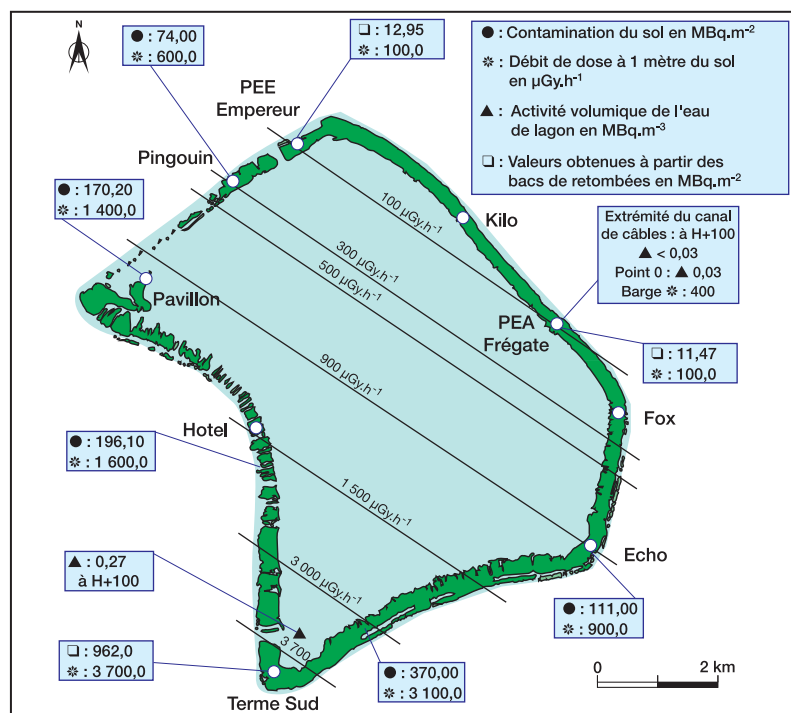 N
● : 74,00
✵ : 600,0
❑ : 12,95
✵ : 100,0
● : Contamination du sol en MBq.m-2
✵ : Débit de dose à 1 mètre du sol
en µGy.h-1
▲ : Activité volumique de l'eau
de lagon en MBq.m-3
❑ : Valeurs obtenues à partir des
bacs de retombées en MBq.m-2
PEE
Empereur
Pingouin
● : 170,20
✵ : 1 400,0
Kilo
100 µGy.h-1
Extrémité du canal
de câbles : à H+100
▲ < 0,03
Point 0 : ▲ 0,03
Barge ✵ : 400
300 µGy.h-1
500 µGy.h-1
Pavillon
PEA
Frégate
❑ : 11,47
✵ : 100,0
900 µGy.h-1
Fox
Hotel
● : 196,10
✵ : 1 600,0
1 500 µGy.h-1
Echo
▲ : 0,27
à H+100
3 000 µGy.h-1
● : 111,00
✵ : 900,0
3 700
❑ : 962,0
✵ : 3 700,0
● : 370,00
✵ : 3 100,0
0 2 km
Terme Sud